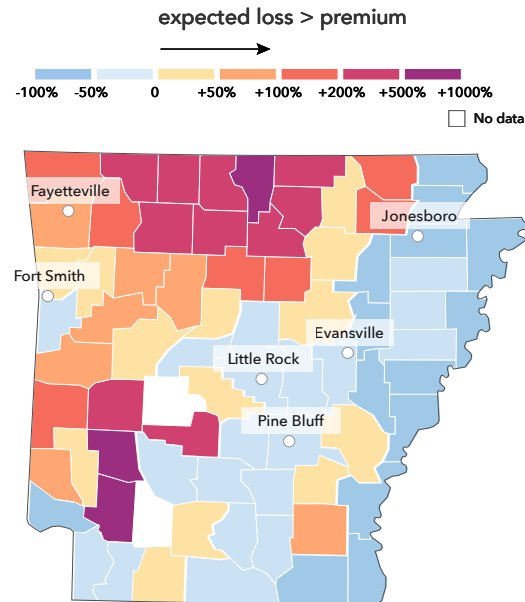 expected loss > premium
-100% -50% 0 +50% +100% +200% +500% +1000%
No data
Fayetteville
Jonesboro
Fort Smith
Evansville
Little Rock
Pine Bluff